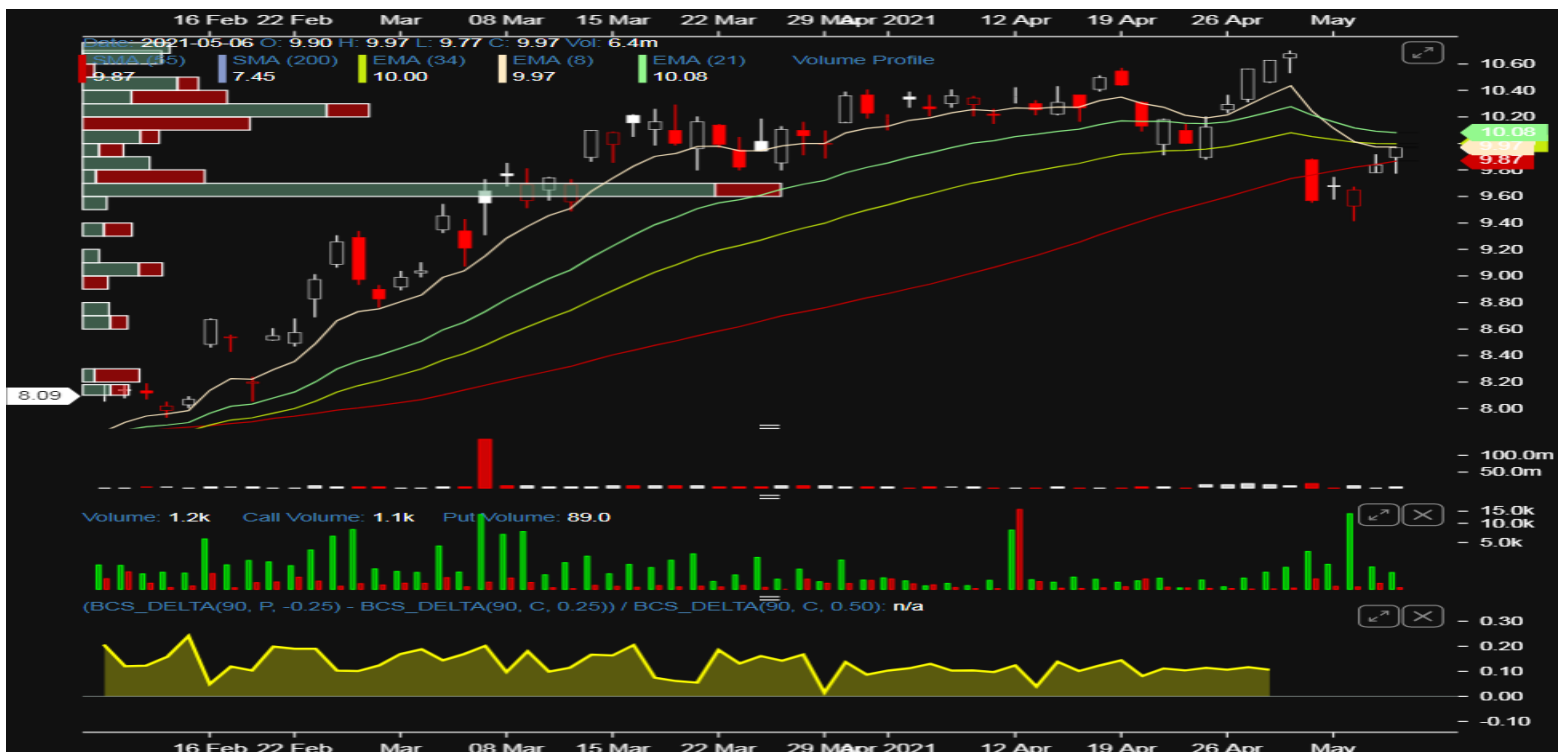 16 Feb 22 Feb Mar 08 Mar 15 Mar 22 Mar 29 Mar Apr 2021 12 Apr 19 Apr 26 Apr May
Date: 2021-05-06 O: 9.90 H: 9.97 L: 9.77 C: 9.97 Vol: 6.4m
SMA (55) SMA (200) EMA (34) EMA (8) EMA (21) Volume Profile
9.87 7.45 10.00 9.97 10.08
10.60
10.40
10.20
10.08
9.97
9.87
9.80
9.60
9.40
9.20
9.00
8.80
8.60
8.40
8.20
8.09
8.00
100.0m
50.0m
Volume: 1.2k Call Volume: 1.1k Put Volume: 89.0
15.0k
10.0k
5.0k
(BCS_DELTA(90, P, -0.25) - BCS_DELTA(90, C, 0.25)) / BCS_DELTA(90, C, 0.50): n/a
0.30
0.20
0.10
0.00
-0.10
16 Feb 22 Feb Mar 08 Mar 15 Mar 22 Mar 29 Mar Apr 2021 12 Apr 19 Apr 26 Apr May